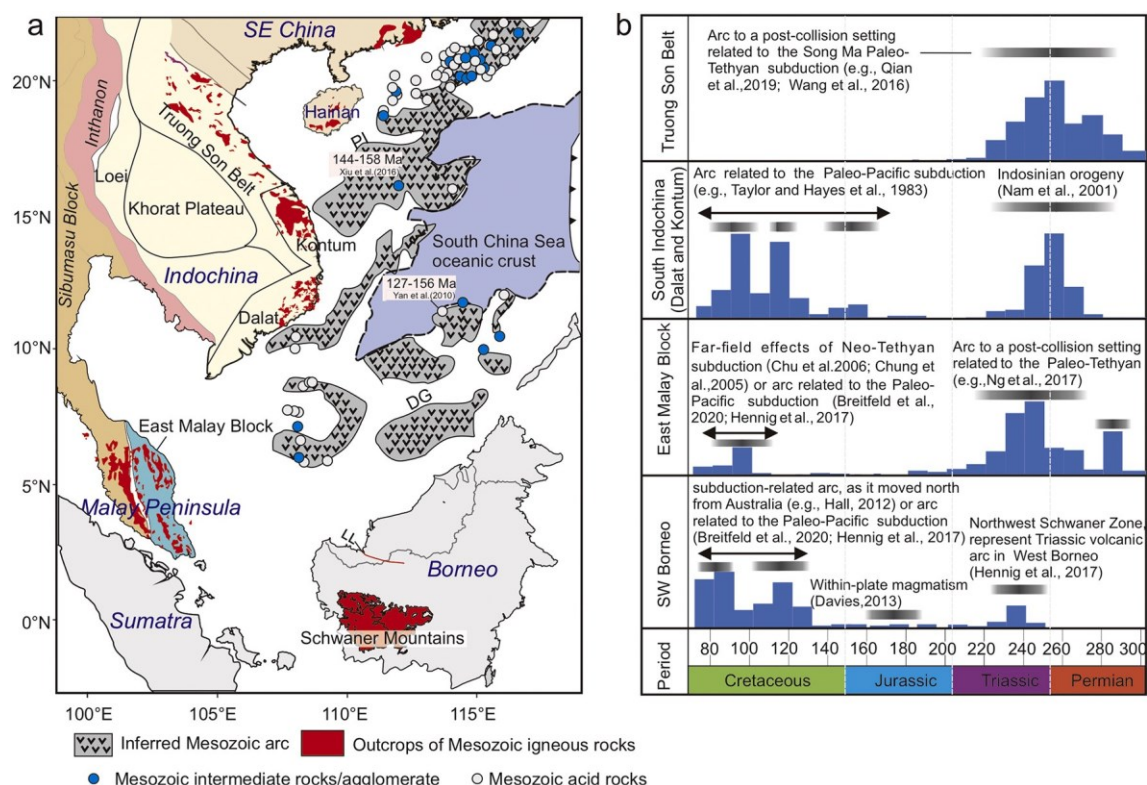 a
SE China
20°N
Hainan
Inthanon
Truong Son Belt
PI
144-158 Ma
Xiu et al.(2016)
Loei
Sibumasu Block
Khorat Plateau
15°N
Kontum
South China Sea
oceanic crust
Indochina
127-156 Ma
Yan et al.(2010)
Dalat
10°N
DG
East Malay Block
5°N
Malay Peninsula
LF
Borneo
Sumatra
0°N
Schwaner Mountains
100°E
105°E
110°E
115°E
Inferred Mesozoic arc
Outcrops of Mesozoic igneous rocks
Mesozoic intermediate rocks/agglomerate
Mesozoic acid rocks
b
Truong Son Belt
Arc to a post-collision setting
related to the Song Ma Paleo-
Tethyan subduction (e.g., Qian
et al.,2019; Wang et al., 2016)
South Indochina
(Dalat and Kontum)
Arc related to the Paleo-Pacific subduction
(e.g., Taylor and Hayes et al., 1983)
Indosinian orogeny
(Nam et al., 2001)
East Malay Block
Far-field effects of Neo-Tethyan
subduction (Chu et al.2006; Chung et
al.,2005) or arc related to the Paleo-
Pacific subduction (Breitfeld et al.,
2020; Hennig et al., 2017)
Arc to a post-collision setting
related to the Paleo-Tethyan
(e.g.,Ng et al., 2017)
SW Borneo
subduction-related arc, as it moved north
from Australia (e.g., Hall, 2012) or arc
related to the Paleo-Pacific subduction
(Breitfeld et al., 2020; Hennig et al., 2017)
Within-plate magmatism
(Davies,2013)
Northwest Schwaner Zone,
represent Triassic volcanic
arc in West Borneo
(Hennig et al., 2017)
Period
80 100 120 140 160 180 200 220 240 260 280 300
Cretaceous
Jurassic
Triassic
Permian